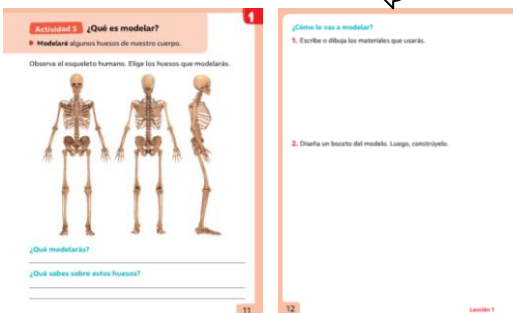 1
Actividad 5 ¿Qué es modelar?
Modelaré algunos huesos de nuestro cuerpo.
Observa el esqueleto humano. Elige los huesos que modelarás.
¿Qué modelarás?
¿Qué sabes sobre estos huesos?
11
¿Cómo lo vas a modelar?
1. Escribe o dibuja los materiales que usarás.
2. Diseña un boceto del modelo. Luego, constrúyelo.
12
Lección 1